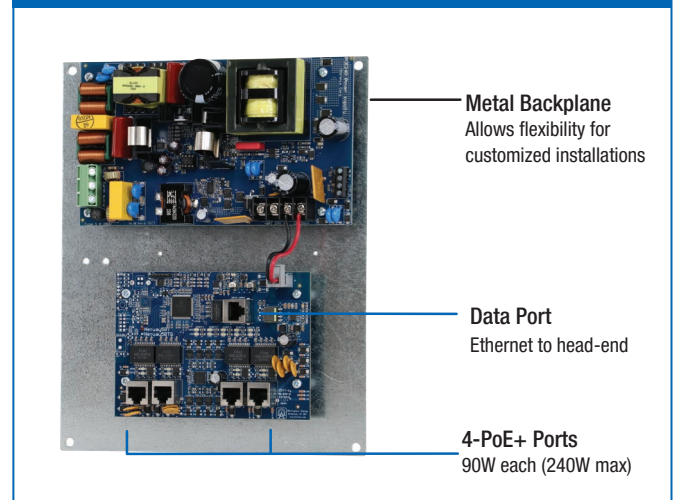 Metal Backplane
Allows flexibility for
customized installations
Data Port
Ethernet to head-end
4-PoE+ Ports
90W each (240W max)